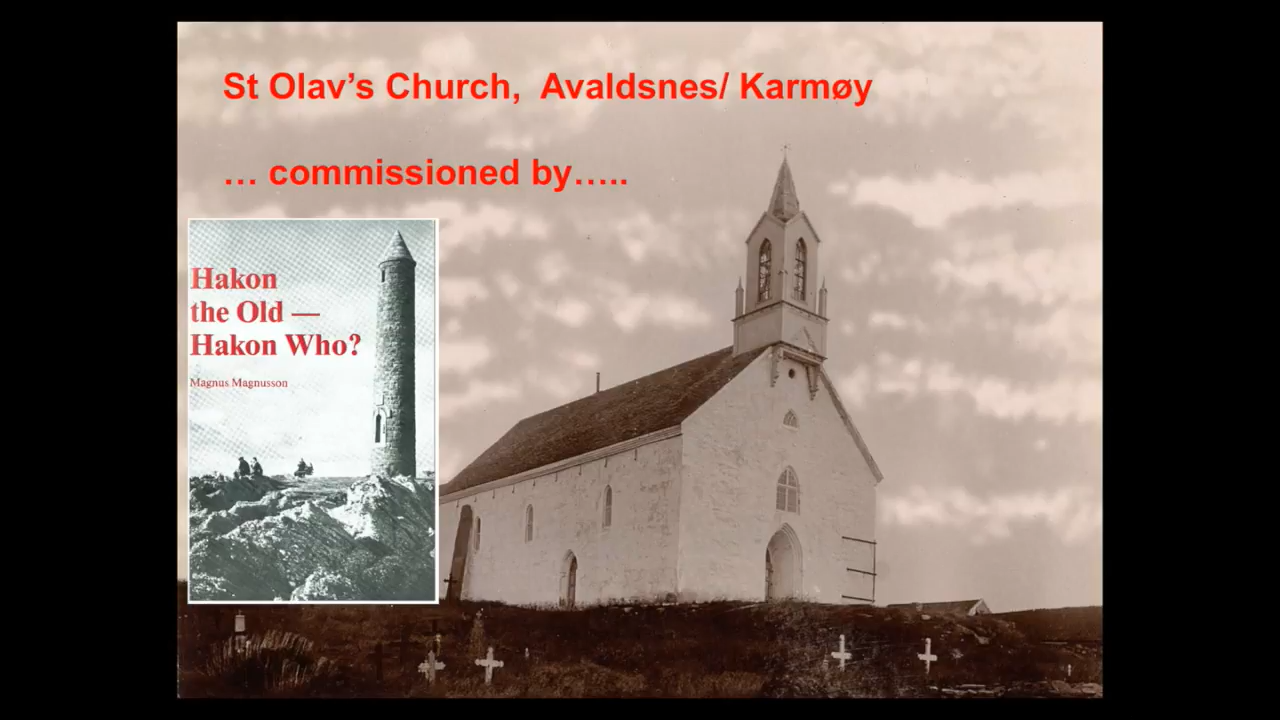 St Olav’s Church, Avaldsnes/ Karmøy
… commissioned by…..
Hakon
the Old —
Hakon Who?
Magnus Magnusson